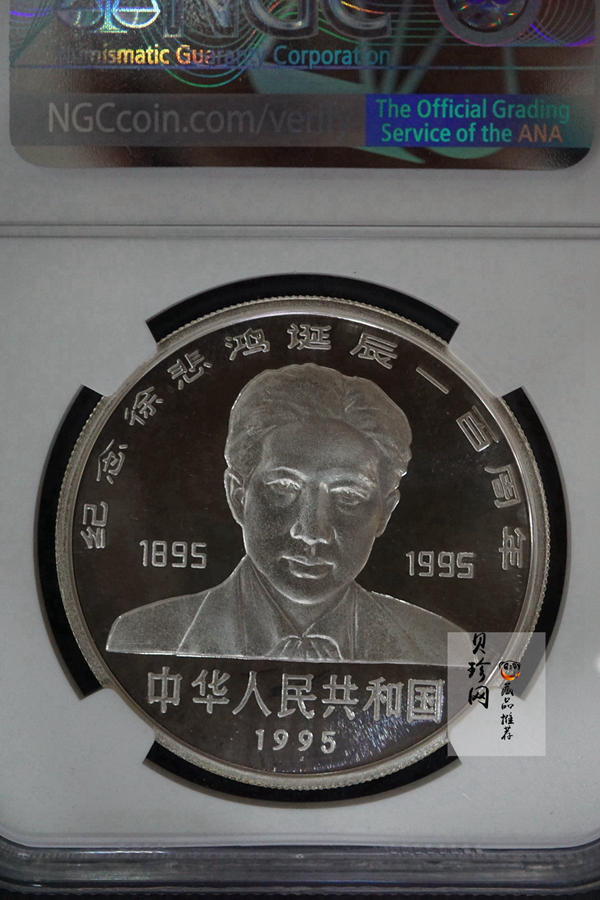 NGC
Numismatic Guaranty Corporation
NGCcoin.com/verify
The Official Grading
Service of the ANA
纪念徐悲鸿诞辰一百周年
1895
1995
中华人民共和国
1995
贝珍网
藏品推荐